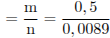 = m/n = 0,5/0,0089